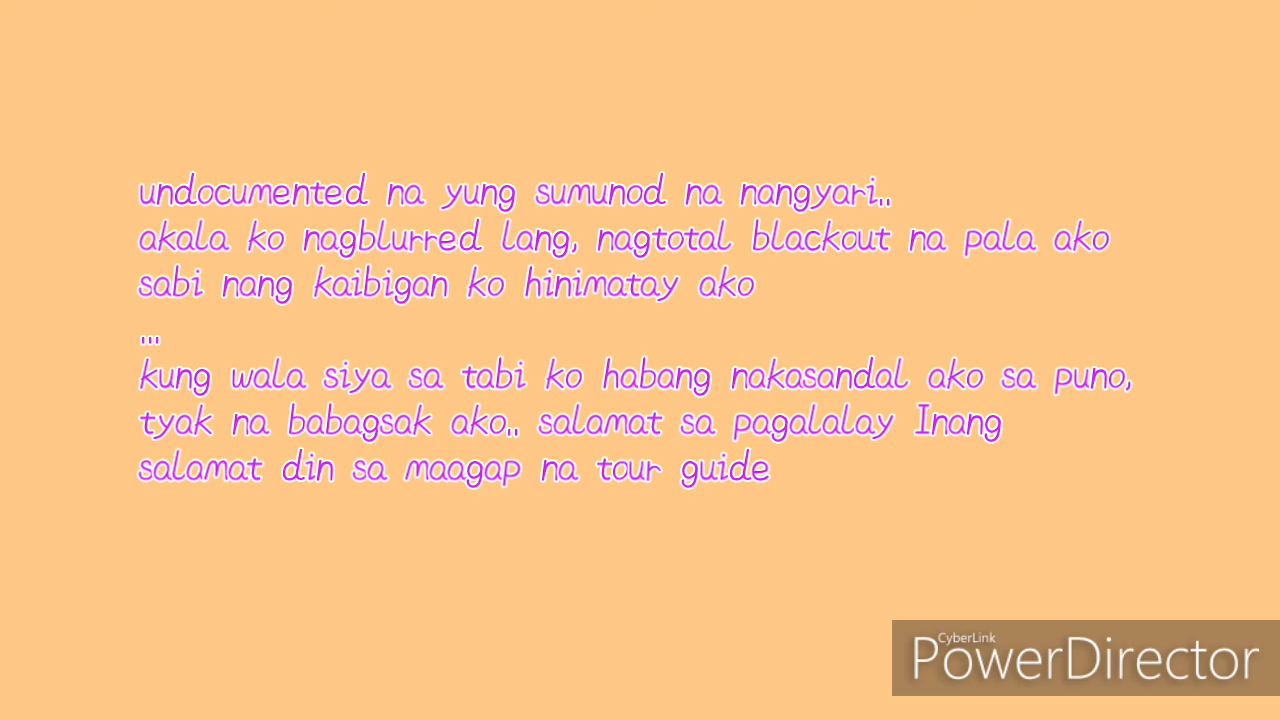 undocumented na yung sumunod na nangyari..
akala ko nagblurred lang, nagtotal blackout na pala ako
sabi nang kaibigan ko hinimatay ako
...
kung wala siya sa tabi ko habang nakasandal ako sa puno,
tyak na babagsak ako.. salamat sa pagalalay Inang
salamat din sa maagap na tour guide
CyberLink
PowerDirector